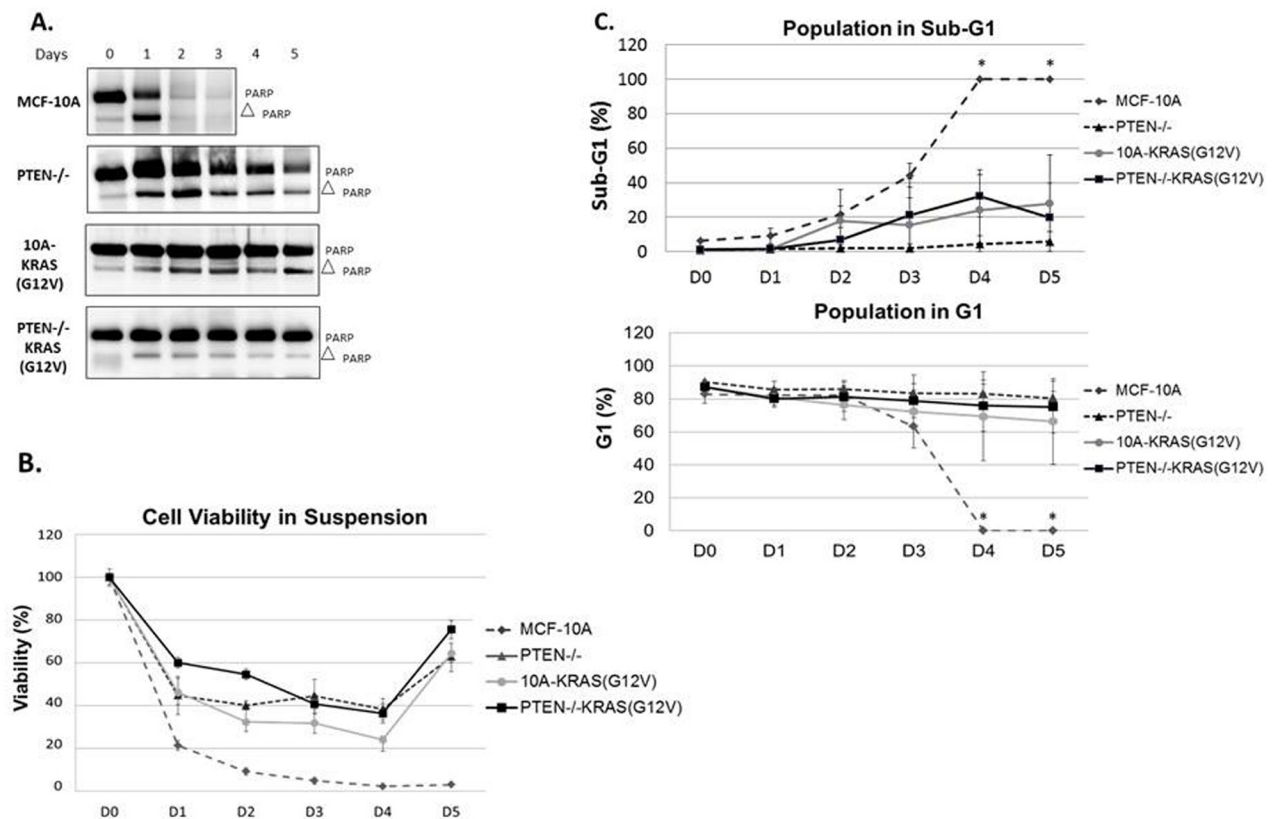 A.
Days 0 1 2 3 4 5
MCF-10A
PARP
△ PARP
PTEN-/-
PARP
△ PARP
10A-
KRAS
(G12V)
PARP
△ PARP
PTEN-/-
KRAS
(G12V)
PARP
△ PARP
B.
Cell Viability in Suspension
Viability (%)
120
100
80
60
40
20
0
D0 D1 D2 D3 D4 D5
MCF-10A
PTEN-/-
10A-KRAS(G12V)
PTEN-/-KRAS(G12V)
C.
Population in Sub-G1
Sub-G1 (%)
120
100
80
60
40
20
0
* *
D0 D1 D2 D3 D4 D5
MCF-10A
PTEN-/-
10A-KRAS(G12V)
PTEN-/-KRAS(G12V)
Population in G1
G1 (%)
120
100
80
60
40
20
0
* *
D0 D1 D2 D3 D4 D5
MCF-10A
PTEN-/-
10A-KRAS(G12V)
PTEN-/-KRAS(G12V)